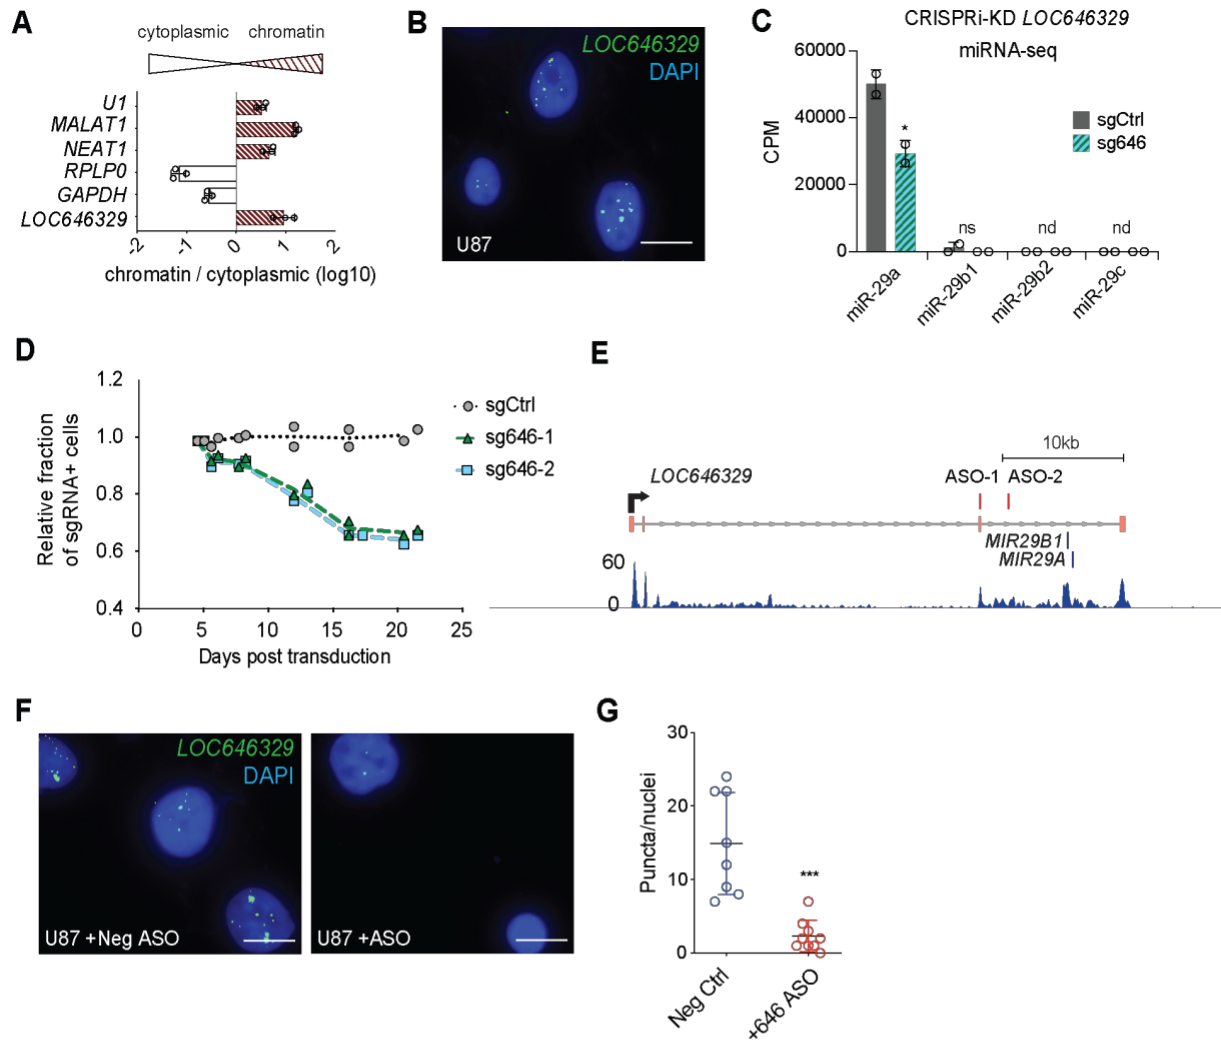 A
cytoplasmic chromatin
U1
MALAT1
NEAT1
RPLP0
GAPDH
LOC646329
-2 -1 0 1 2
chromatin / cytoplasmic (log10)
B
LOC646329
DAPI
U87
C
CRISPRi-KD LOC646329
miRNA-seq
60000
40000
20000
0
CPM
*
ns nd nd
sgCtrl
sg646
miR-29a miR-29b1 miR-29b2 miR-29c
D
1.2
1.0
0.8
0.6
0.4
Relative fraction
of sgRNA+ cells
0 5 10 15 20 25
Days post transduction
sgCtrl
sg646-1
sg646-2
E
10kb
LOC646329 ASO-1 ASO-2
MIR29B1
MIR29A
60
0
F
LOC646329
DAPI
U87 +Neg ASO
U87 +ASO
G
30
20
10
0
Puncta/nuclei
***
Neg Ctrl +646 ASO